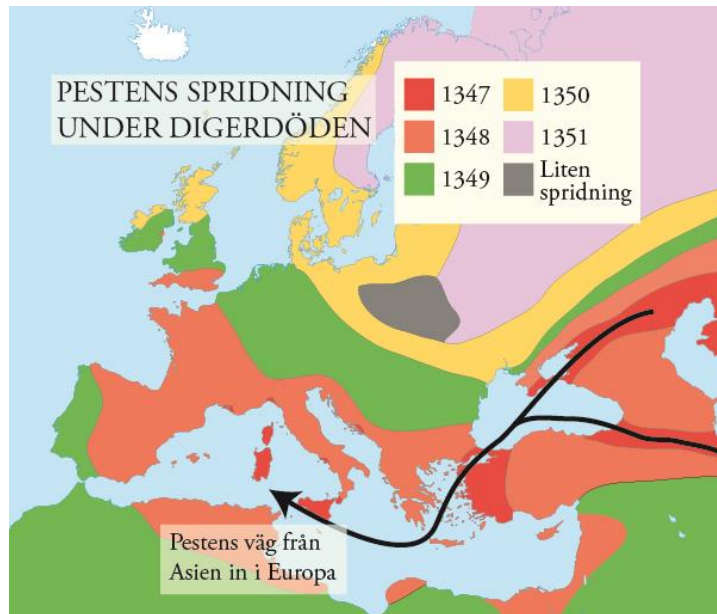 PESTENS SPRIDNING
UNDER DIGERDÖDEN
1347
1348
1349
1350
1351
Liten
spridning
Pestens väg från
Asien in i Europa